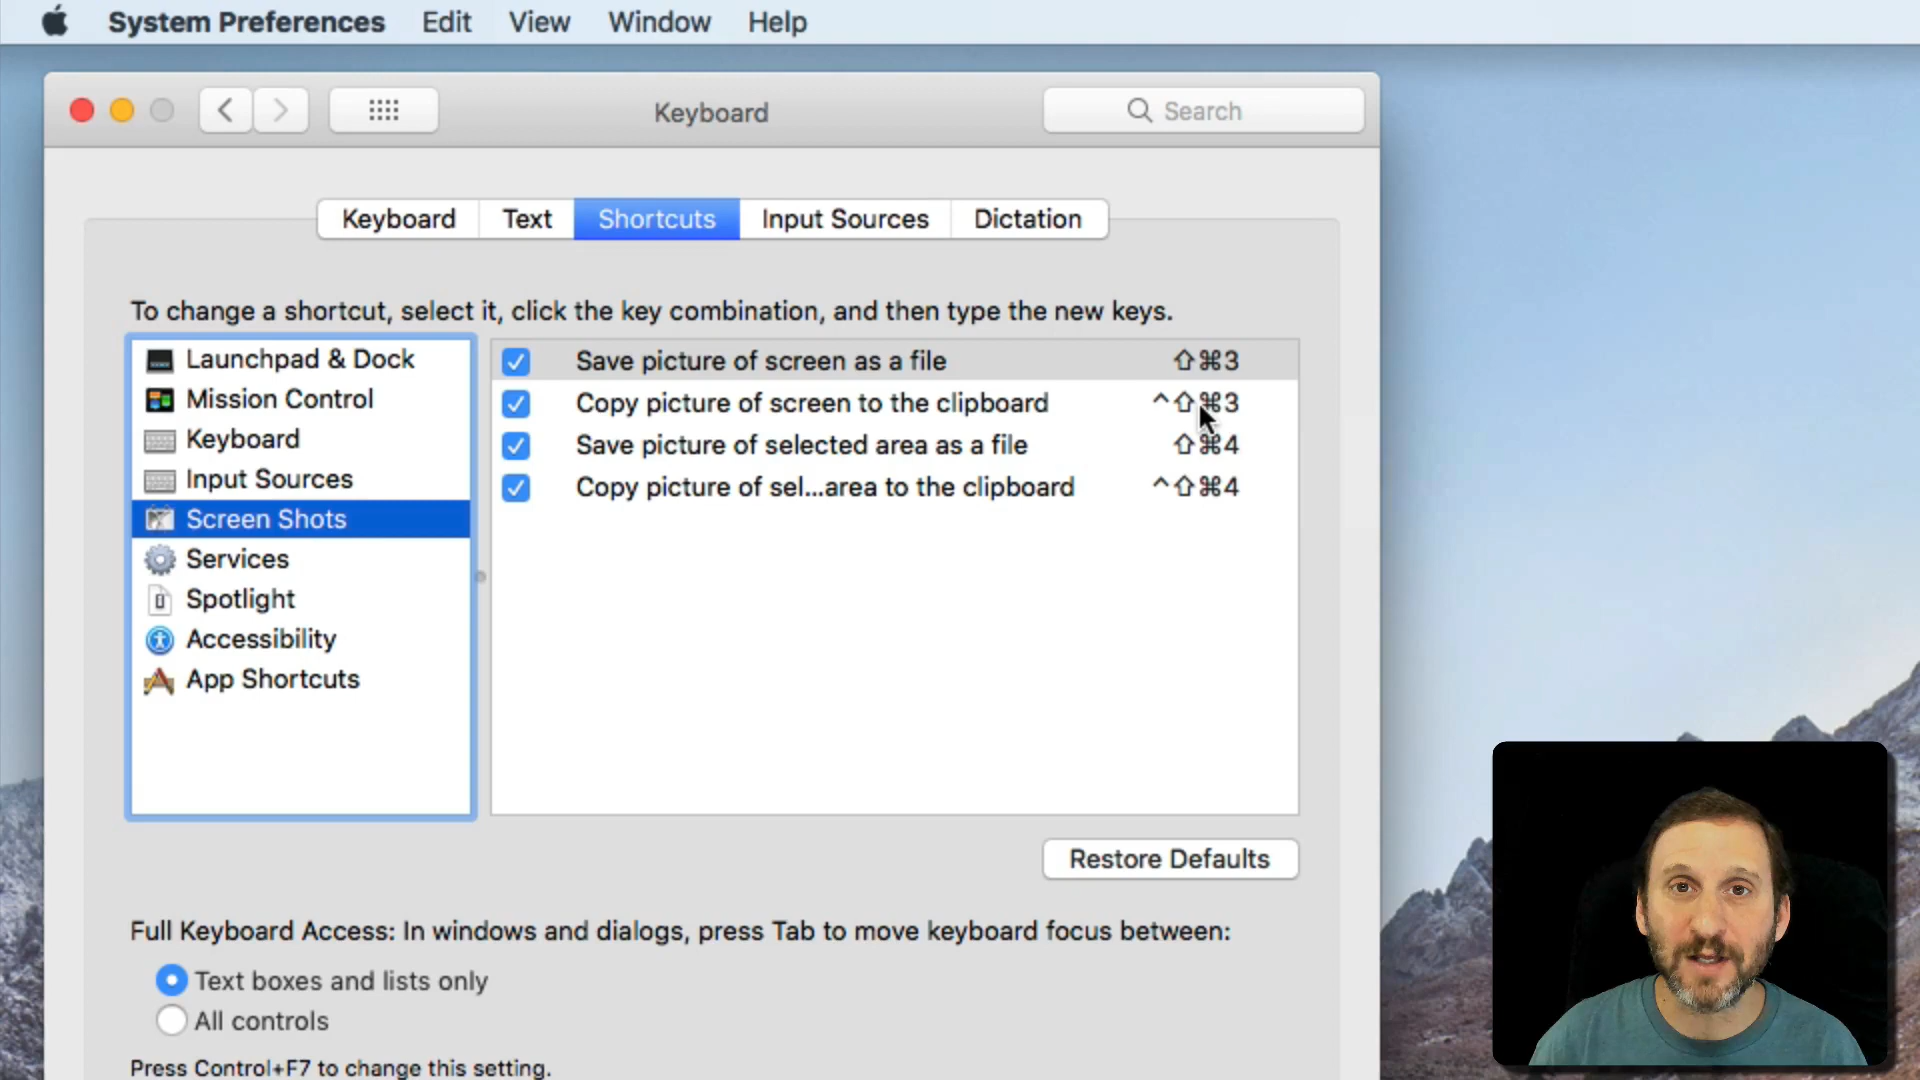 System Preferences Edit View Window Help
Keyboard
Search
Keyboard Text Shortcuts Input Sources Dictation
To change a shortcut, select it, click the key combination, and then type the new keys.
Launchpad & Dock
Mission Control
Keyboard
Input Sources
Screen Shots
Services
Spotlight
Accessibility
App Shortcuts
Save picture of screen as a file ⇧⌘3
Copy picture of screen to the clipboard ^⇧⌘3
Save picture of selected area as a file ⇧⌘4
Copy picture of sel...area to the clipboard ^⇧⌘4
Restore Defaults
Full Keyboard Access: In windows and dialogs, press Tab to move keyboard focus between:
Text boxes and lists only
All controls
Press Control+F7 to change this setting.